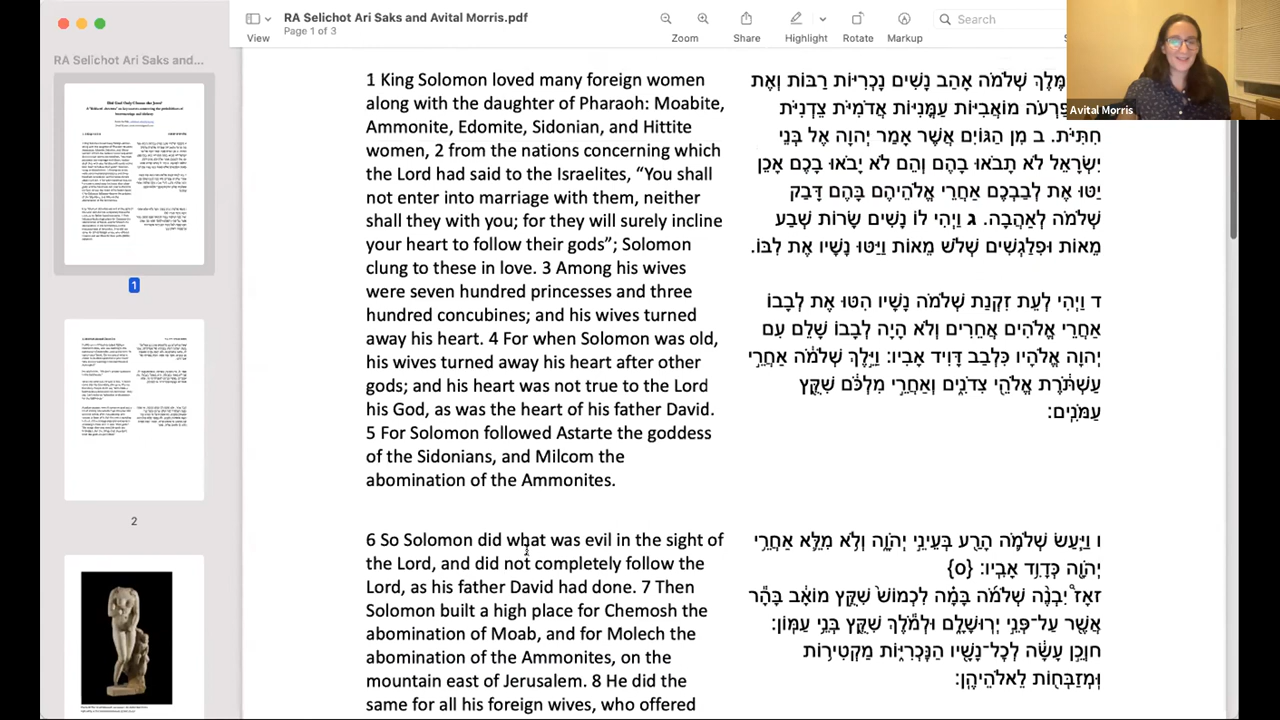 RA Selichot Ari Saks and Avital Morris.pdf
Page 1 of 3
View
Zoom
Share
Highlight
Rotate
Markup
Search
Avital Morris
RA Selichot Ari Saks and...
1
2
1 King Solomon loved many foreign women
along with the daughter of Pharaoh: Moabite,
Ammonite, Edomite, Sidonian, and Hittite
women 2 from the nations concerning which
the Lord had said to the Israelites, “You shall
not enter into marriage with them, neither
shall they with you; for they will surely incline
your heart to follow their gods”; Solomon
clung to these in love. 3 Among his wives
were seven hundred princesses and three
hundred concubines; and his wives turned
away his heart. 4 For when Solomon was old,
his wives turned away his heart after other
gods; and his heart was not true to the Lord
his God, as was the heart of his father David.
5 For Solomon followed Astarte the goddess
of the Sidonians, and Milcom the
abomination of the Ammonites.
6 So Solomon did what was evil in the sight of
the Lord, and did not completely follow the
Lord, as his father David had done. 7 Then
Solomon built a high place for Chemosh the
abomination of Moab, and for Molech the
abomination of the Ammonites, on the
mountain east of Jerusalem. 8 He did the
same for all his foreign wives, who offered
שְׁלֹמֹה אָהַב נָשִׁים נָכְרִיּוֹת רַבּוֹת וְאֶת
פַּרְעֹה מוֹאֲבִיּוֹת עַמֳּנִיּוֹת אֲדֹמִיֹּת צֵדְנִיֹּת
חִתִּיֹּת. ב מִן הַגּוֹיִם אֲשֶׁר אָמַר יְהוָה אֶל בְּנֵי
יִשְׂרָאֵל לֹא תָבֹאוּ בָהֶם וְהֵם לֹא יָבֹאוּ בָכֶם אָכֵן
יַטּוּ אֶת לְבַבְכֶם אַחֲרֵי אֱלֹהֵיהֶם בָּהֶם דָּבַק
שְׁלֹמֹה לְאַהֲבָה. ג וַיְהִי לוֹ נָשִׁים שָׂרוֹת שְׁבַע
מֵאוֹת וּפִלַגְשִׁים שְׁלֹשׁ מֵאוֹת וַיַּטּוּ נָשָׁיו אֶת לִבּוֹ.
ד וַיְהִי לְעֵת זִקְנַת שְׁלֹמֹה נָשָׁיו הִטּוּ אֶת לְבָבוֹ
אַחֲרֵי אֱלֹהִים אֲחֵרִים וְלֹא הָיָה לְבָבוֹ שָׁלֵם עִם
יְהוָה אֱלֹהָיו כִּלְבַב דָּוִיד אָבִיו: וַיֵּלֶךְ שְׁלֹמֹה אַחֲרֵי
עַשְׁתֹּרֶת אֱלֹהֵי צִדֹנִים וְאַחֲרֵי מִלְכֹּם שִׁקֻּץ
עַמֹּנִים:
ו וַיַּעַשׂ שְׁלֹמֹה הָרַע בְּעֵינֵי יְהוָה וְלֹא מִלֵּא אַחֲרֵי
יְהוָה כְּדָוִד אָבִיו: {ס}
זאָז יִבְנֶה שְׁלֹמֹה בָּמָה לִכְמוֹשׁ שִׁקֻּץ מוֹאָב בָּהָר
אֲשֶׁר עַל־פְּנֵי יְרוּשָׁלִָם וּלְמֹלֶךְ שִׁקֻּץ בְּנֵי עַמּוֹן:
חוְכֵן עָשָׂה לְכׇל־נָשָׁיו הַנׇּכְרִיּוֹת מַקְטִירוֹת
וּמְזַבְּחוֹת לֵאלֹהֵיהֶן: